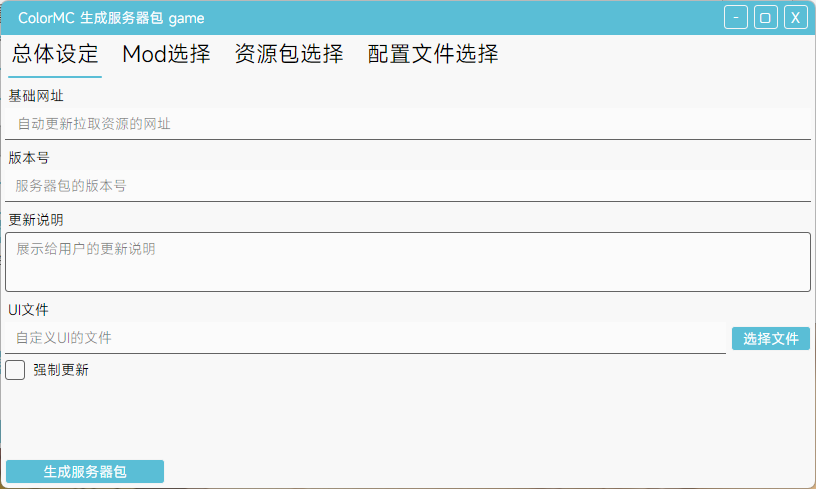 ColorMC 生成服务器包 game
- ▢ X
总体设定 Mod选择 资源包选择 配置文件选择
基础网址
自动更新拉取资源的网址
版本号
服务器包的版本号
更新说明
展示给用户的更新说明
UI文件
自定义UI的文件 选择文件
强制更新
生成服务器包